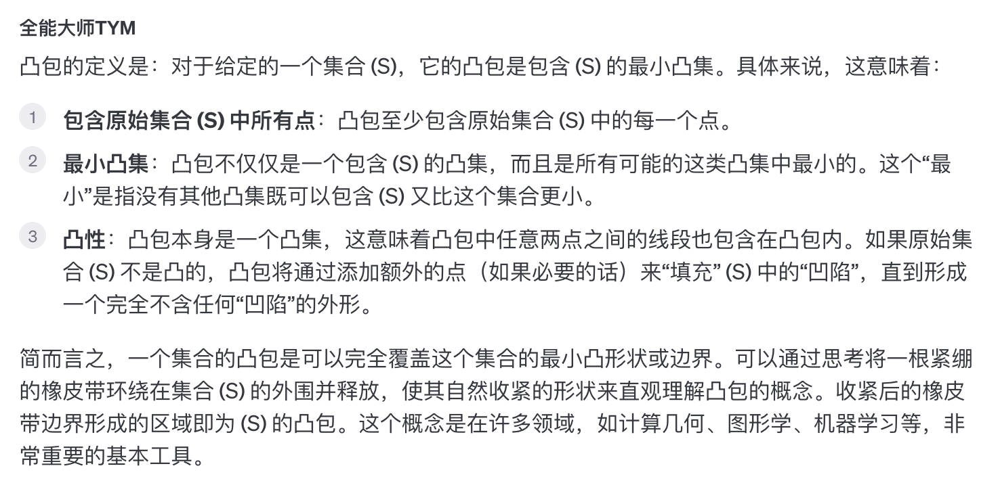 全能大师TYM
凸包的定义是：对于给定的一个集合 (S)，它的凸包是包含 (S) 的最小凸集。具体来说，这意味着：
1 包含原始集合 (S) 中所有点：凸包至少包含原始集合 (S) 中的每一个点。
2 最小凸集：凸包不仅仅是一个包含 (S) 的凸集，而且是所有可能的这类凸集中最小的。这个“最
小”是指没有其他凸集既可以包含 (S) 又比这个集合更小。
3 凸性：凸包本身是一个凸集，这意味着凸包中任意两点之间的线段也包含在凸包内。如果原始集
合 (S) 不是凸的，凸包将通过添加额外的点（如果必要的话）来“填充” (S) 中的“凹陷”，直到形成
一个完全不含任何“凹陷”的外形。
简而言之，一个集合的凸包是可以完全覆盖这个集合的最小凸形状或边界。可以通过思考将一根紧绷
的橡皮带环绕在集合 (S) 的外围并释放，使其自然收紧的形状来直观理解凸包的概念。收紧后的橡皮
带边界形成的区域即为 (S) 的凸包。这个概念是在许多领域，如计算几何、图形学、机器学习等，非
常重要的基本工具。